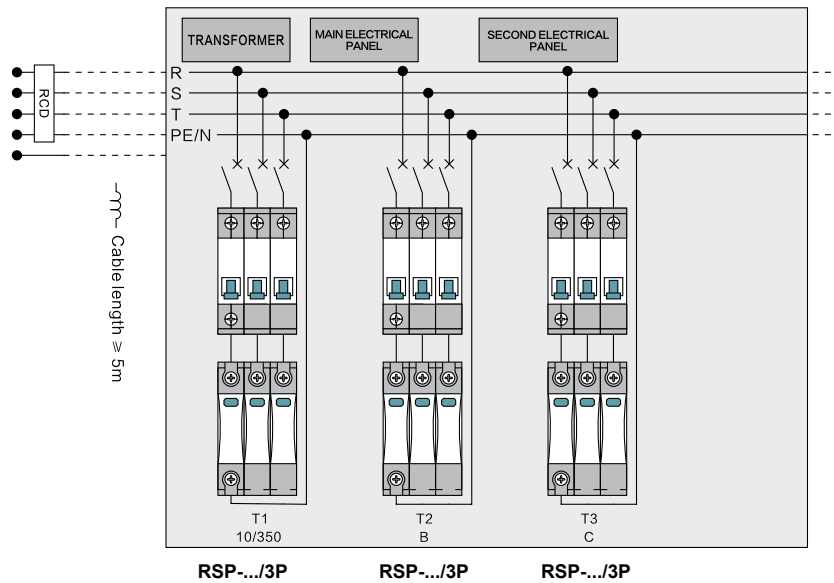 TRANSFORMER
MAIN ELECTRICAL
PANEL
SECOND ELECTRICAL
PANEL
R
S
T
PE/N
RCD
Cable length ≥ 5m
T1
10/350
T2
B
T3
C
RSP-.../3P
RSP-.../3P
RSP-.../3P